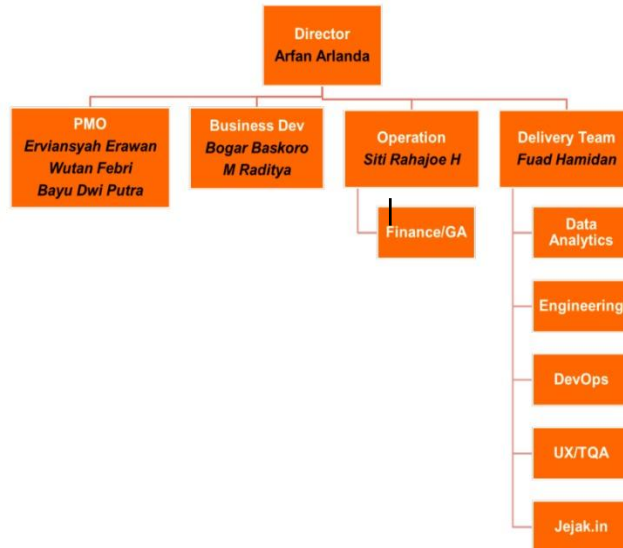 Director
Arfan Arlanda
PMO
Erviansyah Erawan
Wutan Febri
Bayu Dwi Putra
Business Dev
Bogar Baskoro
M Raditya
Operation
Siti Rahajoe H
Finance/GA
Delivery Team
Fuad Hamidan
Data
Analytics
Engineering
DevOps
UX/TQA
Jejak.in